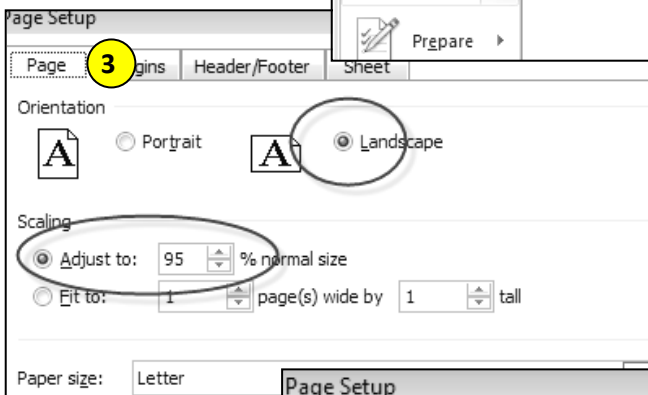 Page Setup
Prepare
Page 3 gins Header/Footer Sheet
Orientation
A Portrait A Landscape
Scaling
Adjust to: 95 % normal size
Fit to: 1 page(s) wide by 1 tall
Paper size: Letter
Page Setup